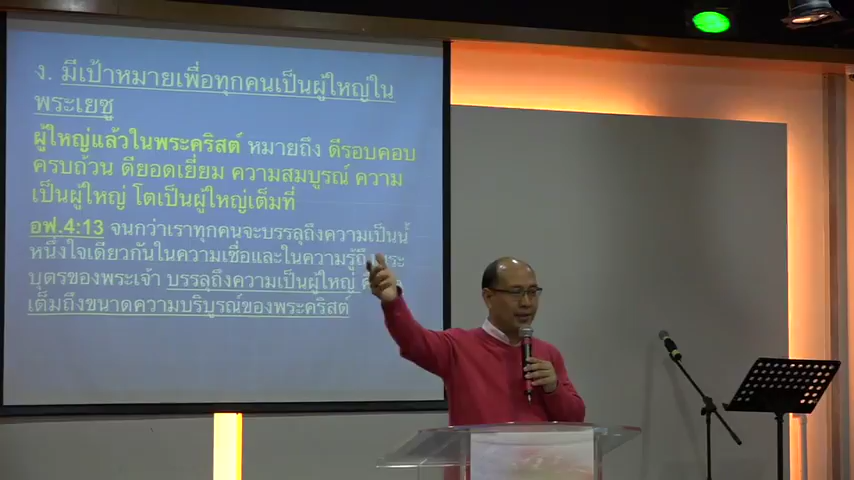 ง. มีเป้าหมายเพื่อทุกคนเป็นผู้ใหญ่ใน
พระเยซู
ผู้ใหญ่แล้วในพระคริสต์ หมายถึง ดีรอบคอบ
ครบถ้วน ดียอดเยี่ยม ความสมบูรณ์ ความ
เป็นผู้ใหญ่ โตเป็นผู้ใหญ่เต็มที่
อฟ.4:13 จนกว่าเราทุกคนจะบรรลุถึงความเป็นน้ำ
หนึ่งใจเดียวกันในความเชื่อและในความรู้ถึง
บุตรของพระเจ้า บรรลุถึงความเป็นผู้ใหญ่
เต็มถึงขนาดความบริบูรณ์ของพระคริสต์